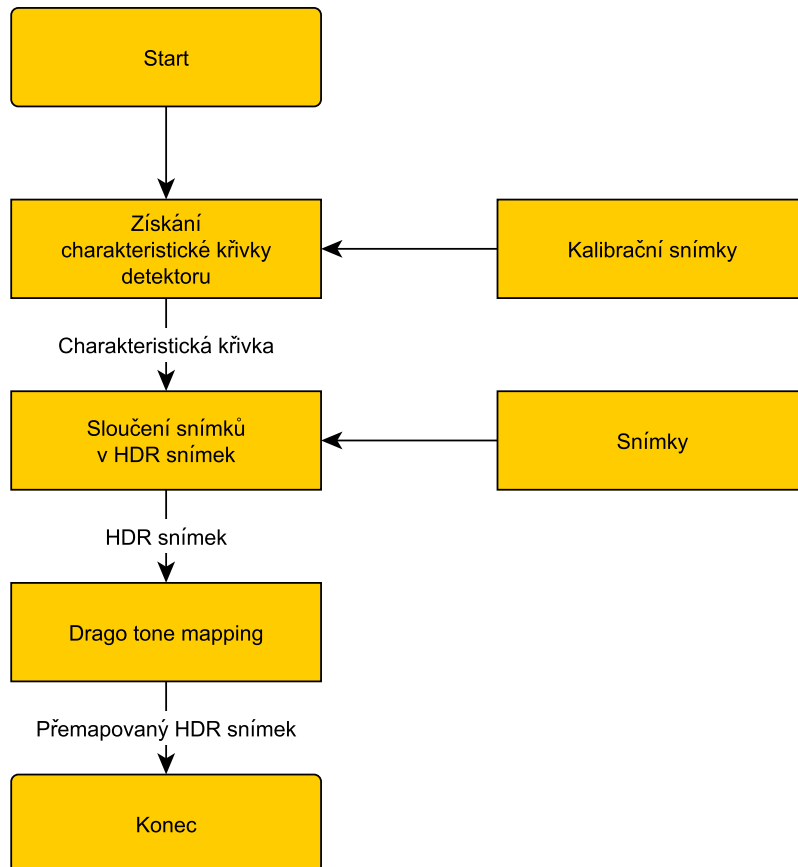 Start
Získání
charakteristické křivky
detektoru
Kalibrační snímky
Charakteristická křivka
Sloučení snímků
v HDR snímek
Snímky
HDR snímek
Drago tone mapping
Přemapovaný HDR snímek
Konec